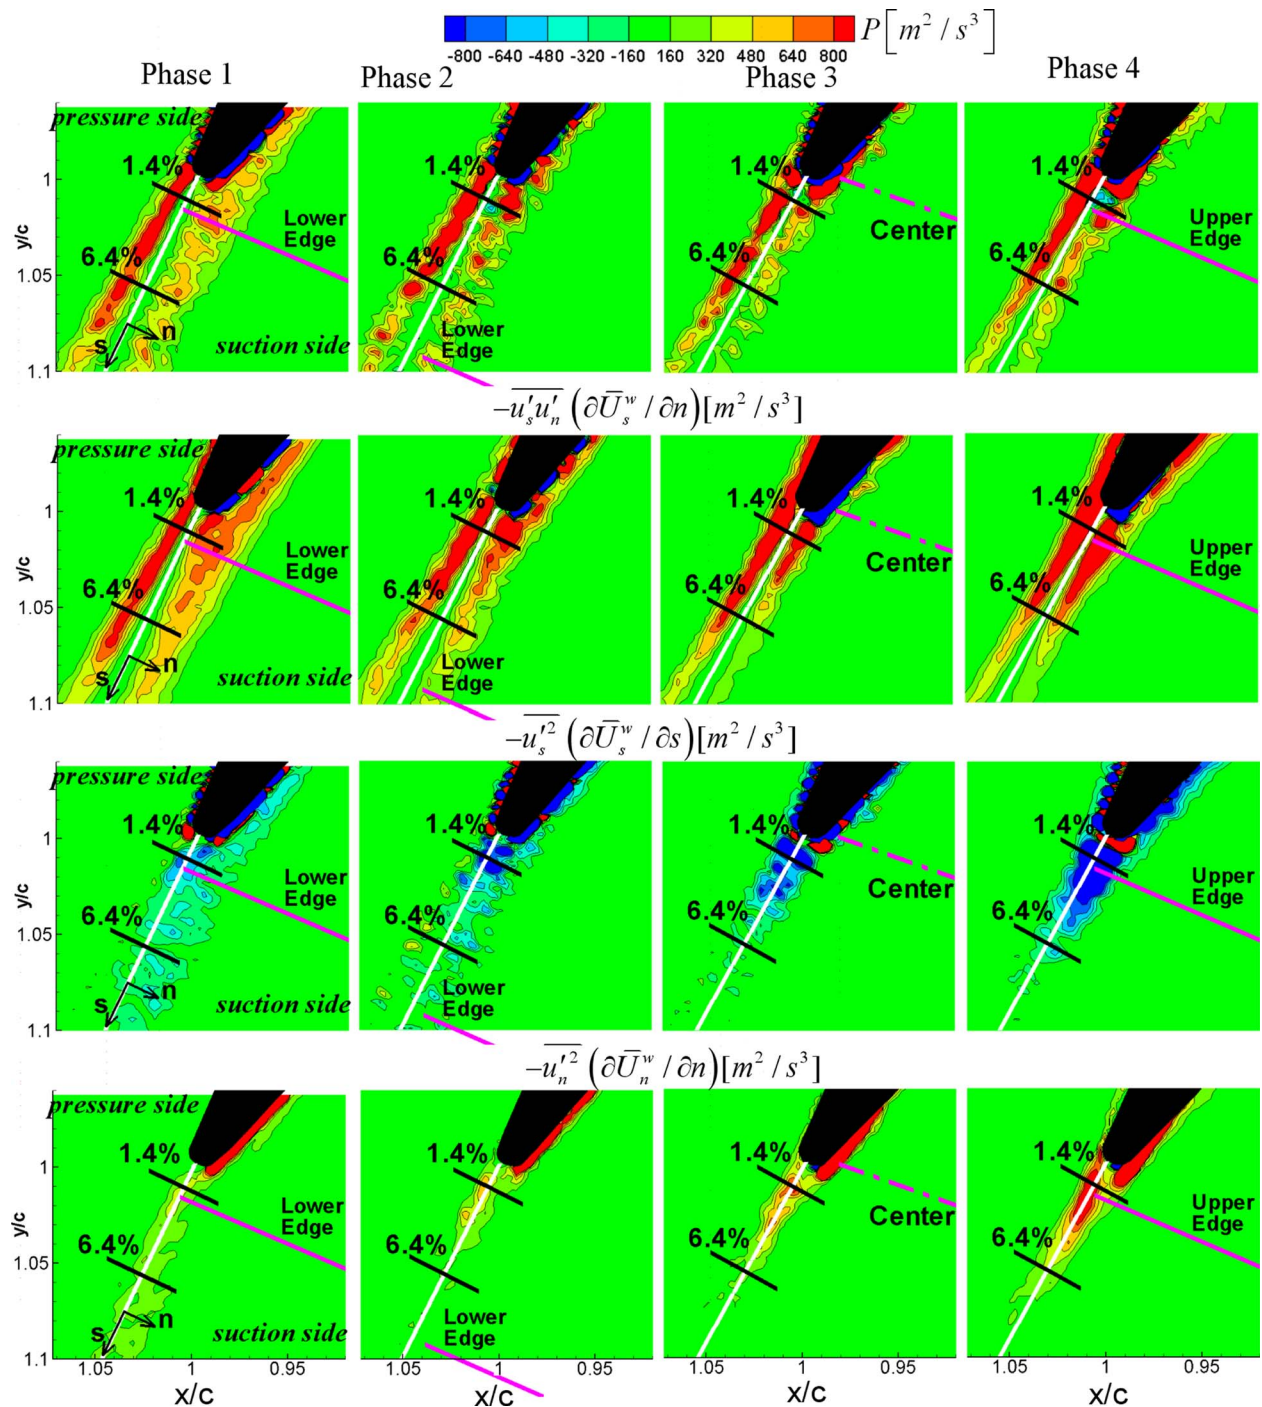 P[m² / s³]
-800 -640 -480 -320 -160 160 320 480 640 800
Phase 1 Phase 2 Phase 3 Phase 4
pressure side
1.4% 1.4% 1.4% 1.4%
1
Lower Edge Center Upper Edge
y/c
6.4% 6.4% 6.4% 6.4%
1.05
s n
suction side
Lower Edge
1.1
−u′ₛu′ₙ (∂Ūₛʷ / ∂n)[m² / s³]
pressure side
1.4% 1.4% 1.4% 1.4%
1
Lower Edge Center Upper Edge
y/c
6.4% 6.4% 6.4% 6.4%
1.05
s n
suction side
Lower Edge
1.1
−u′ₛ² (∂Ūₛʷ / ∂s)[m² / s³]
pressure side
1.4% 1.4% 1.4% 1.4%
1
Lower Edge Center Upper Edge
y/c
6.4% 6.4% 6.4% 6.4%
1.05
s n
suction side
Lower Edge
1.1
−u′ₙ² (∂Ūₙʷ / ∂n)[m² / s³]
pressure side
1.4% 1.4% 1.4% 1.4%
1
Lower Edge Center Upper Edge
y/c
6.4% 6.4% 6.4% 6.4%
1.05
s n
suction side
Lower Edge
1.1
1.05 1 0.95 1.05 1 0.95 1.05 1 0.95 1.05 1 0.95
x/c x/c x/c x/c